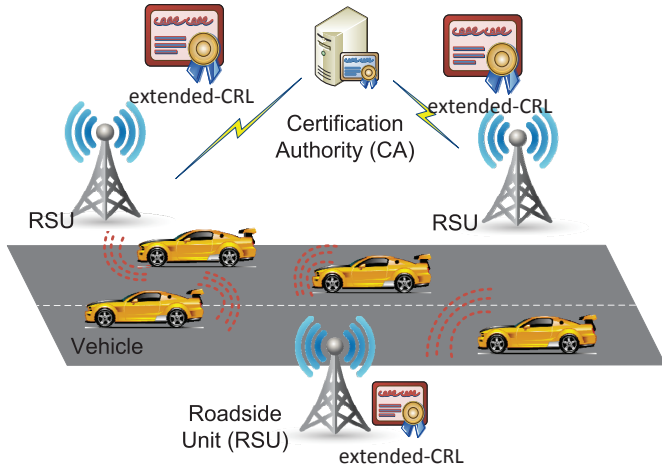 extended-CRL
extended-CRL
Certification
Authority (CA)
RSU
RSU
Vehicle
Roadside
Unit (RSU)
extended-CRL